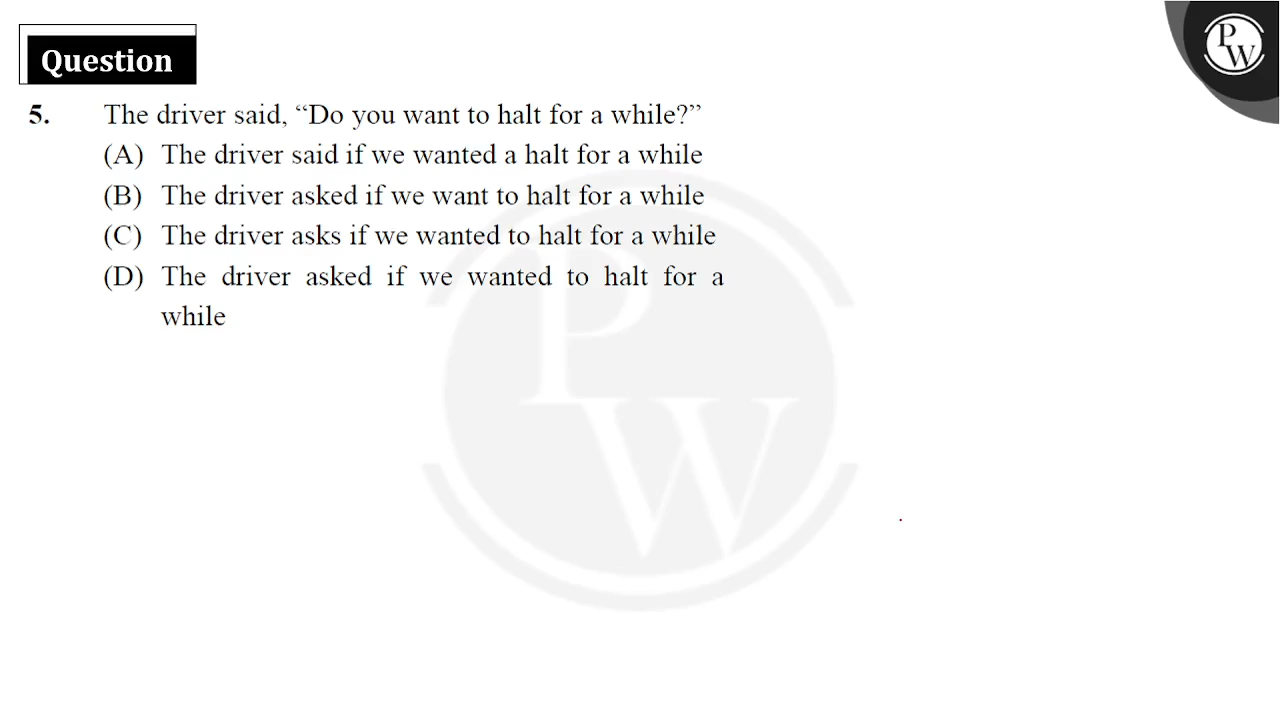 Question
PW
5. The driver said, “Do you want to halt for a while?”
(A) The driver said if we wanted a halt for a while
(B) The driver asked if we want to halt for a while
(C) The driver asks if we wanted to halt for a while
(D) The driver asked if we wanted to halt for a
while
PW